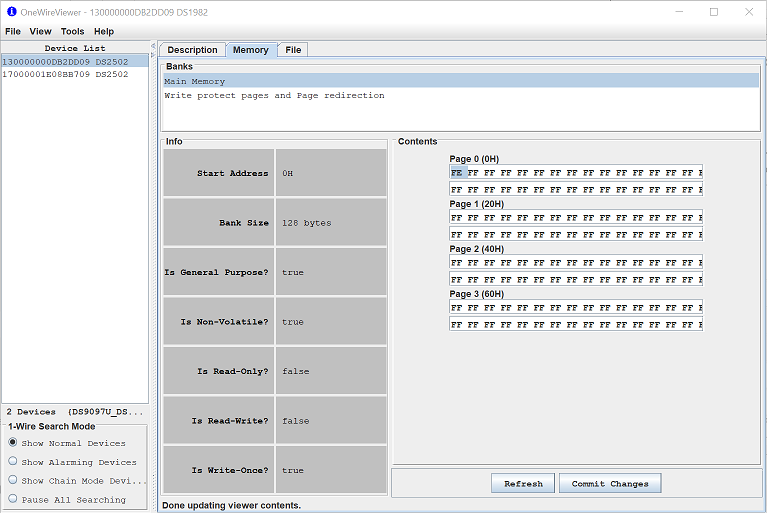 OneWireViewer - 130000000DB2DD09 DS1982
File View Tools Help
Device List
130000000DB2DD09 DS2502
17000001E08BB709 DS2502
2 Devices (DS9097U_DS...
1-Wire Search Mode
Show Normal Devices
Show Alarming Devices
Show Chain Mode Devi...
Pause All Searching
Description Memory File
Banks
Main Memory
Write protect pages and Page redirection
Info
Start Address 0H
Bank Size 128 bytes
Is General Purpose? true
Is Non-Volatile? true
Is Read-Only? false
Is Read-Write? false
Is Write-Once? true
Contents
Page 0 (0H)
FE FF FF FF FF FF FF FF FF FF FF FF FF FF FF
FF FF FF FF FF FF FF FF FF FF FF FF FF FF FF
Page 1 (20H)
FF FF FF FF FF FF FF FF FF FF FF FF FF FF FF
FF FF FF FF FF FF FF FF FF FF FF FF FF FF FF
Page 2 (40H)
FF FF FF FF FF FF FF FF FF FF FF FF FF FF FF
FF FF FF FF FF FF FF FF FF FF FF FF FF FF FF
Page 3 (60H)
FF FF FF FF FF FF FF FF FF FF FF FF FF FF FF
FF FF FF FF FF FF FF FF FF FF FF FF FF FF FF
Refresh Commit Changes
Done updating viewer contents.